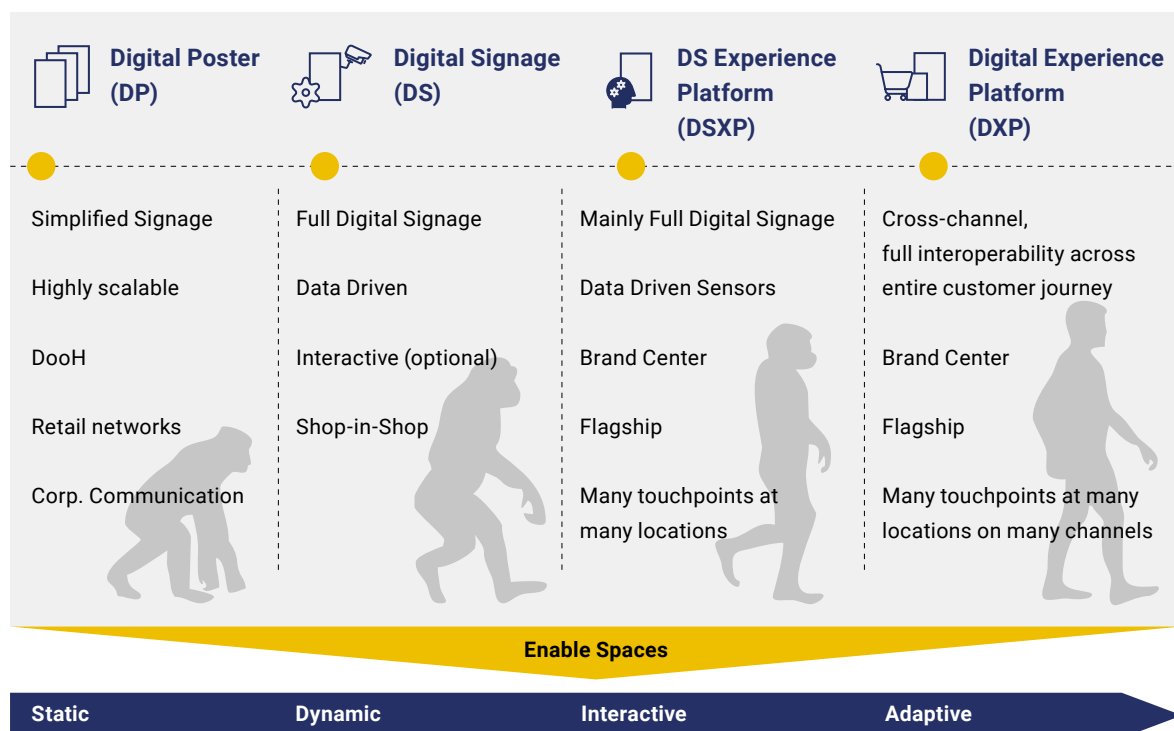 Digital Poster
(DP)
Digital Signage
(DS)
DS Experience
Platform
(DSXP)
Digital Experience
Platform
(DXP)
Simplified Signage
Highly scalable
DooH
Retail networks
Corp. Communication
Full Digital Signage
Data Driven
Interactive (optional)
Shop-in-Shop
Mainly Full Digital Signage
Data Driven Sensors
Brand Center
Flagship
Many touchpoints at
many locations
Cross-channel,
full interoperability across
entire customer journey
Brand Center
Flagship
Many touchpoints at many
locations on many channels
Enable Spaces
Static
Dynamic
Interactive
Adaptive